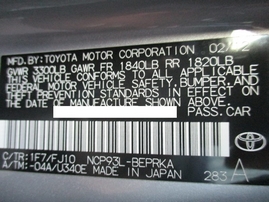 MFD.BY:TOYOTA MOTOR CORPORATION 02/12
GVWR 3300LB GAWR FR 1840LB RR 1820LB
THIS VEHICLE CONFORMS TO ALL APPLICABLE
FEDERAL MOTOR VEHICLE SAFETY, BUMPER, AND
THEFT PREVENTION STANDARDS IN EFFECT ON
THE DATE OF MANUFACTURE SHOWN ABOVE.
PASS.CAR
C/TR:1F7/FJ10 NCP93L-BEPRKA
A/TM:-04A/U340E MADE IN JAPAN 283 A